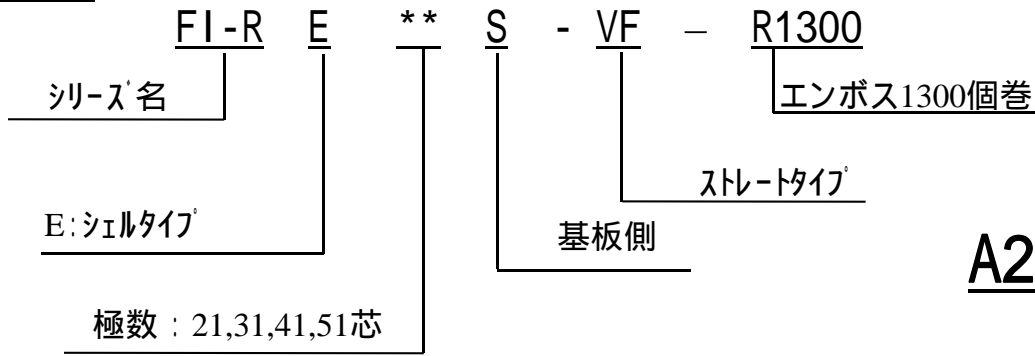 FI-R E ** S - VF – R1300
シリーズ名
エンボス1300個巻
ストレートタイプ
E:シェルタイプ
基板側
A2
極数：21,31,41,51芯